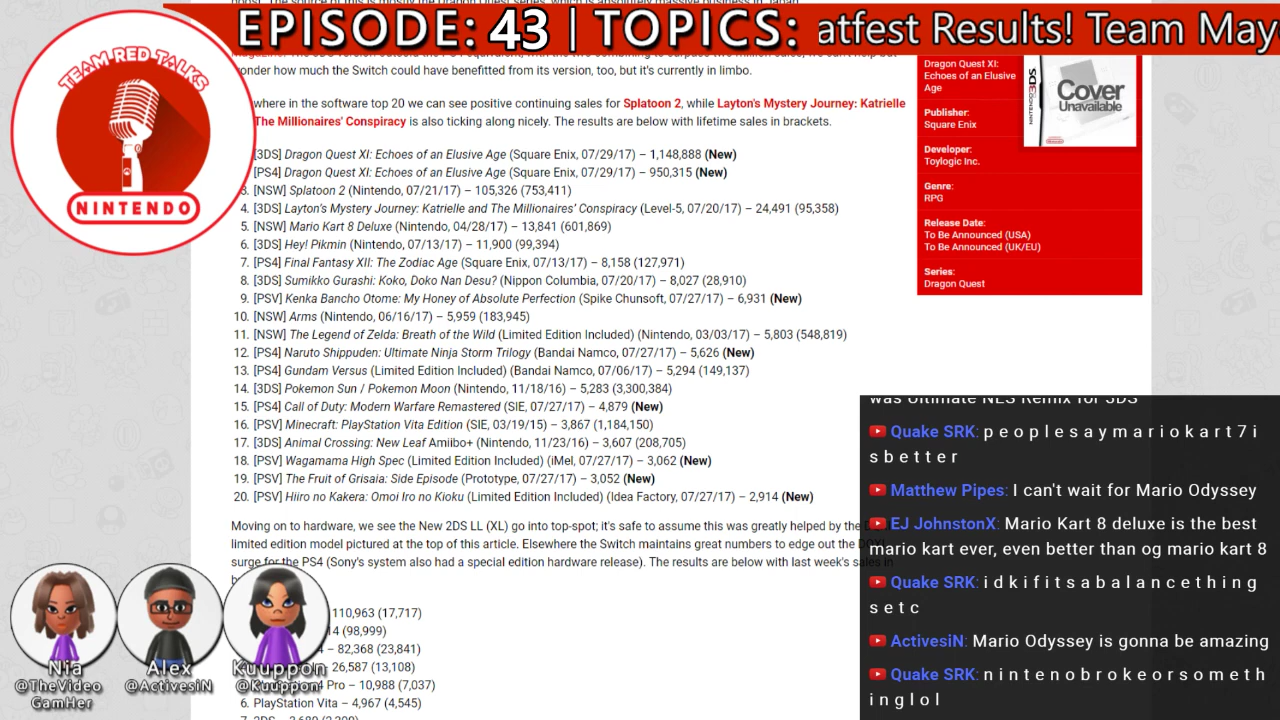 EPISODE: 43 | TOPICS: atfest Results! Team May
TEAM RED TALKS
NINTENDO
onder how much the Switch could have benefitted from its version, too, but it's currently in limbo.
where in the software top 20 we can see positive continuing sales for Splatoon 2, while Layton's Mystery Journey: Katrielle
The Millionaires' Conspiracy is also ticking along nicely. The results are below with lifetime sales in brackets.
[3DS] Dragon Quest XI: Echoes of an Elusive Age (Square Enix, 07/29/17) – 1,148,888 (New)
[PS4] Dragon Quest XI: Echoes of an Elusive Age (Square Enix, 07/29/17) – 950,315 (New)
3. [NSW] Splatoon 2 (Nintendo, 07/21/17) – 105,326 (753,411)
4. [3DS] Layton's Mystery Journey: Katrielle and The Millionaires' Conspiracy (Level-5, 07/20/17) – 24,491 (95,358)
5. [NSW] Mario Kart 8 Deluxe (Nintendo, 04/28/17) – 13,841 (601,869)
6. [3DS] Hey! Pikmin (Nintendo, 07/13/17) – 11,900 (99,394)
7. [PS4] Final Fantasy XII: The Zodiac Age (Square Enix, 07/13/17) – 8,158 (127,971)
8. [3DS] Sumikko Gurashi: Koko, Doko Nan Desu? (Nippon Columbia, 07/20/17) – 8,027 (28,910)
9. [PSV] Kenka Bancho Otome: My Honey of Absolute Perfection (Spike Chunsoft, 07/27/17) – 6,931 (New)
10. [NSW] Arms (Nintendo, 06/16/17) – 5,959 (183,945)
11. [NSW] The Legend of Zelda: Breath of the Wild (Limited Edition Included) (Nintendo, 03/03/17) – 5,803 (548,819)
12. [PS4] Naruto Shippuden: Ultimate Ninja Storm Trilogy (Bandai Namco, 07/27/17) – 5,626 (New)
13. [PS4] Gundam Versus (Limited Edition Included) (Bandai Namco, 07/06/17) – 5,294 (149,137)
14. [3DS] Pokemon Sun / Pokemon Moon (Nintendo, 11/18/16) – 5,283 (3,300,384)
15. [PS4] Call of Duty: Modern Warfare Remastered (SIE, 07/27/17) – 4,879 (New)
16. [PSV] Minecraft: PlayStation Vita Edition (SIE, 03/19/15) – 3,867 (1,184,150)
17. [3DS] Animal Crossing: New Leaf Amiibo+ (Nintendo, 11/23/16) – 3,607 (208,705)
18. [PSV] Wagamama High Spec (Limited Edition Included) (iMel, 07/27/17) – 3,062 (New)
19. [PSV] The Fruit of Grisaia: Side Episode (Prototype, 07/27/17) – 3,052 (New)
20. [PSV] Hiiro no Kakera: Omoi Iro no Kioku (Limited Edition Included) (Idea Factory, 07/27/17) – 2,914 (New)
Moving on to hardware, we see the New 2DS LL (XL) go into top-spot; it's safe to assume this was greatly helped by the
limited edition model pictured at the top of this article. Elsewhere the Switch maintains great numbers to edge out the
surge for the PS4 (Sony's system also had a special edition hardware release). The results are below with last week's sales in
110,963 (17,717)
14 (98,999)
– 82,368 (23,841)
26,587 (13,108)
Pro – 10,988 (7,037)
6. PlayStation Vita – 4,967 (4,545)
Dragon Quest XI:
Echoes of an Elusive
Age
NINTENDO 3DS
Cover
Unavailable
Publisher:
Square Enix
Developer:
Toylogic Inc.
Genre:
RPG
Release Date:
To Be Announced (USA)
To Be Announced (UK/EU)
Series:
Dragon Quest
was Ultimate NES Remix for 3DS
Quake SRK: p e o p l e s a y m a r i o k a r t 7 i
s b e t t e r
Matthew Pipes: I can't wait for Mario Odyssey
EJ JohnstonX: Mario Kart 8 deluxe is the best
mario kart ever, even better than og mario kart 8
Quake SRK: i d k i f i t s a b a l a n c e t h i n g
s e t c
ActivesiN: Mario Odyssey is gonna be amazing
Quake SRK: n i n t e n o b r o k e o r s o m e t h
i n g l o l
Nia
@TheVideo
GamHer
Alex
@ActivesiN
Kuuppon
@Kuuppon